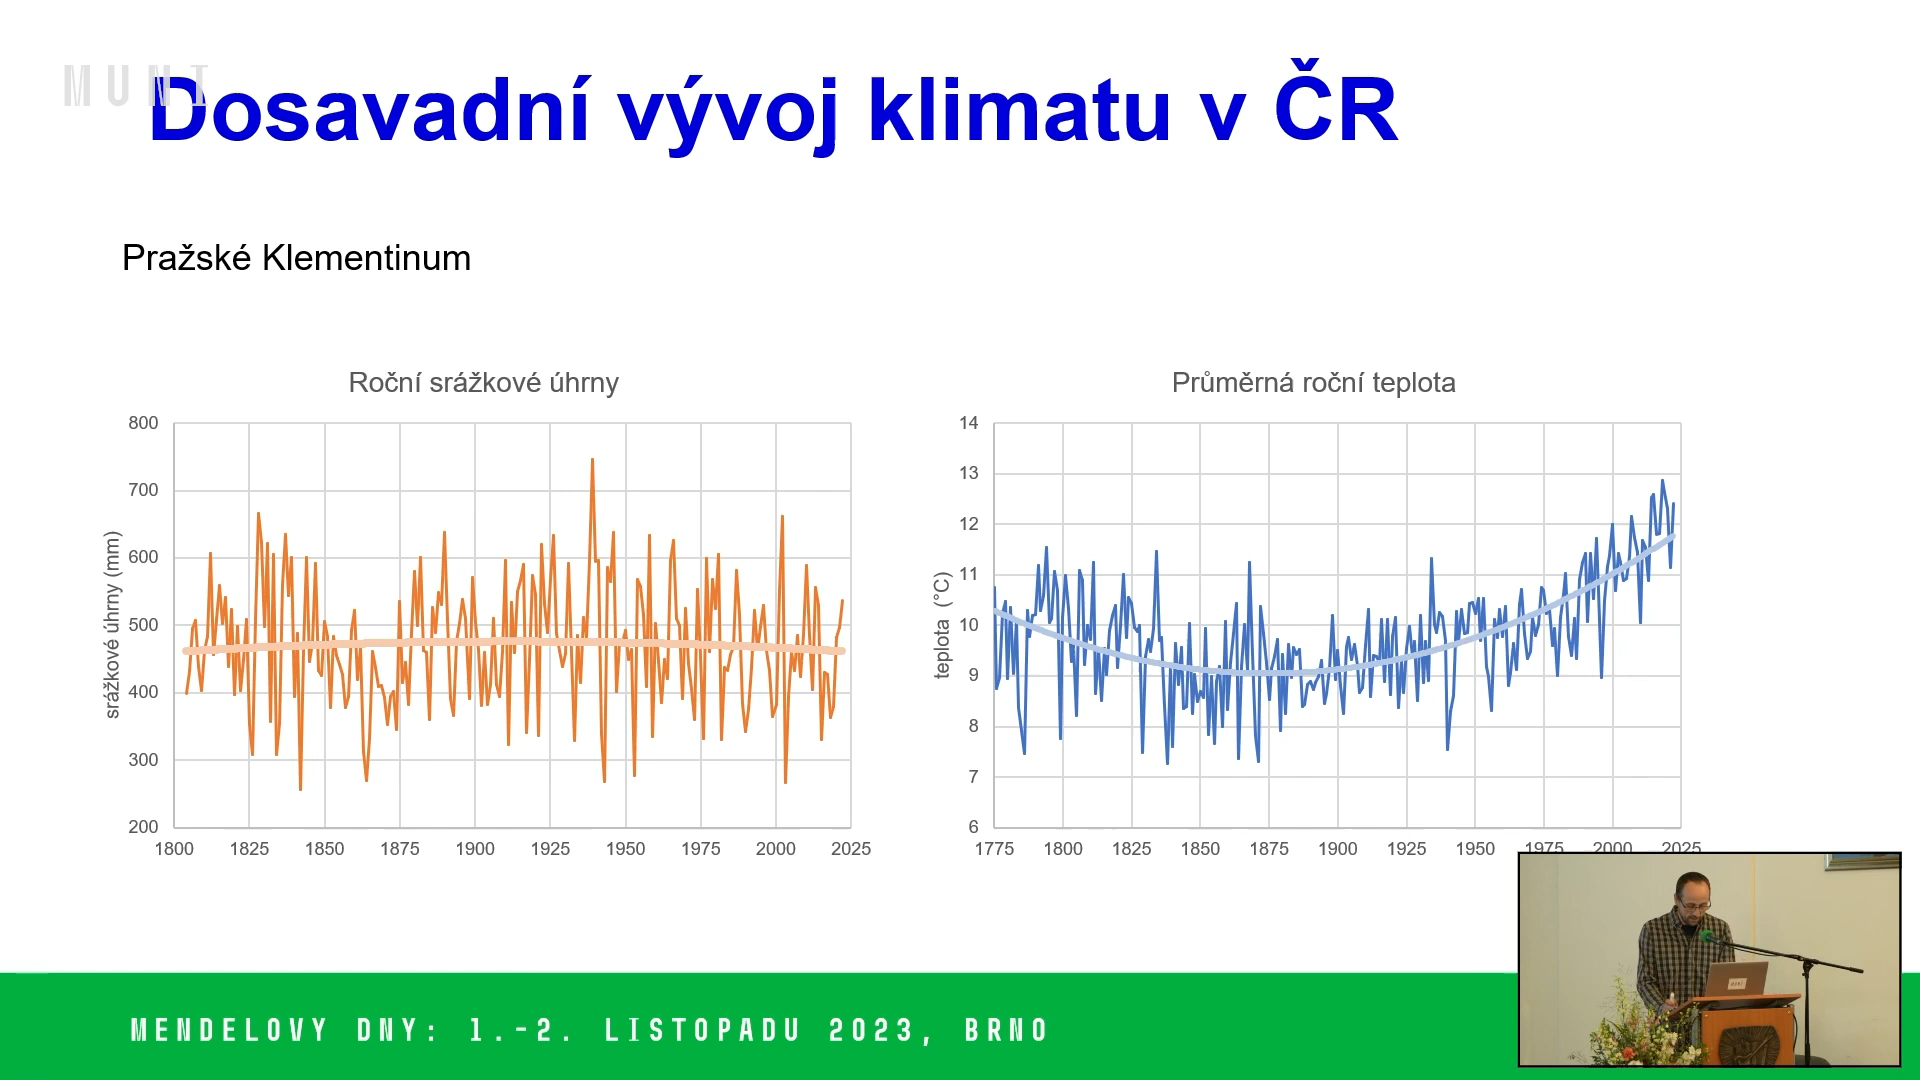 MUNI
Dosavadní vývoj klimatu v ČR
Pražské Klementinum
Roční srážkové úhrny
800
700
600
500
400
300
200
srážkové úhrny (mm)
1800 1825 1850 1875 1900 1925 1950 1975 2000 2025
Průměrná roční teplota
14
13
12
11
10
9
8
7
6
teplota (°C)
1775 1800 1825 1850 1875 1900 1925 1950 1975 2000 2025
MENDELOVY DNY: 1.-2. LISTOPADU 2023, BRNO